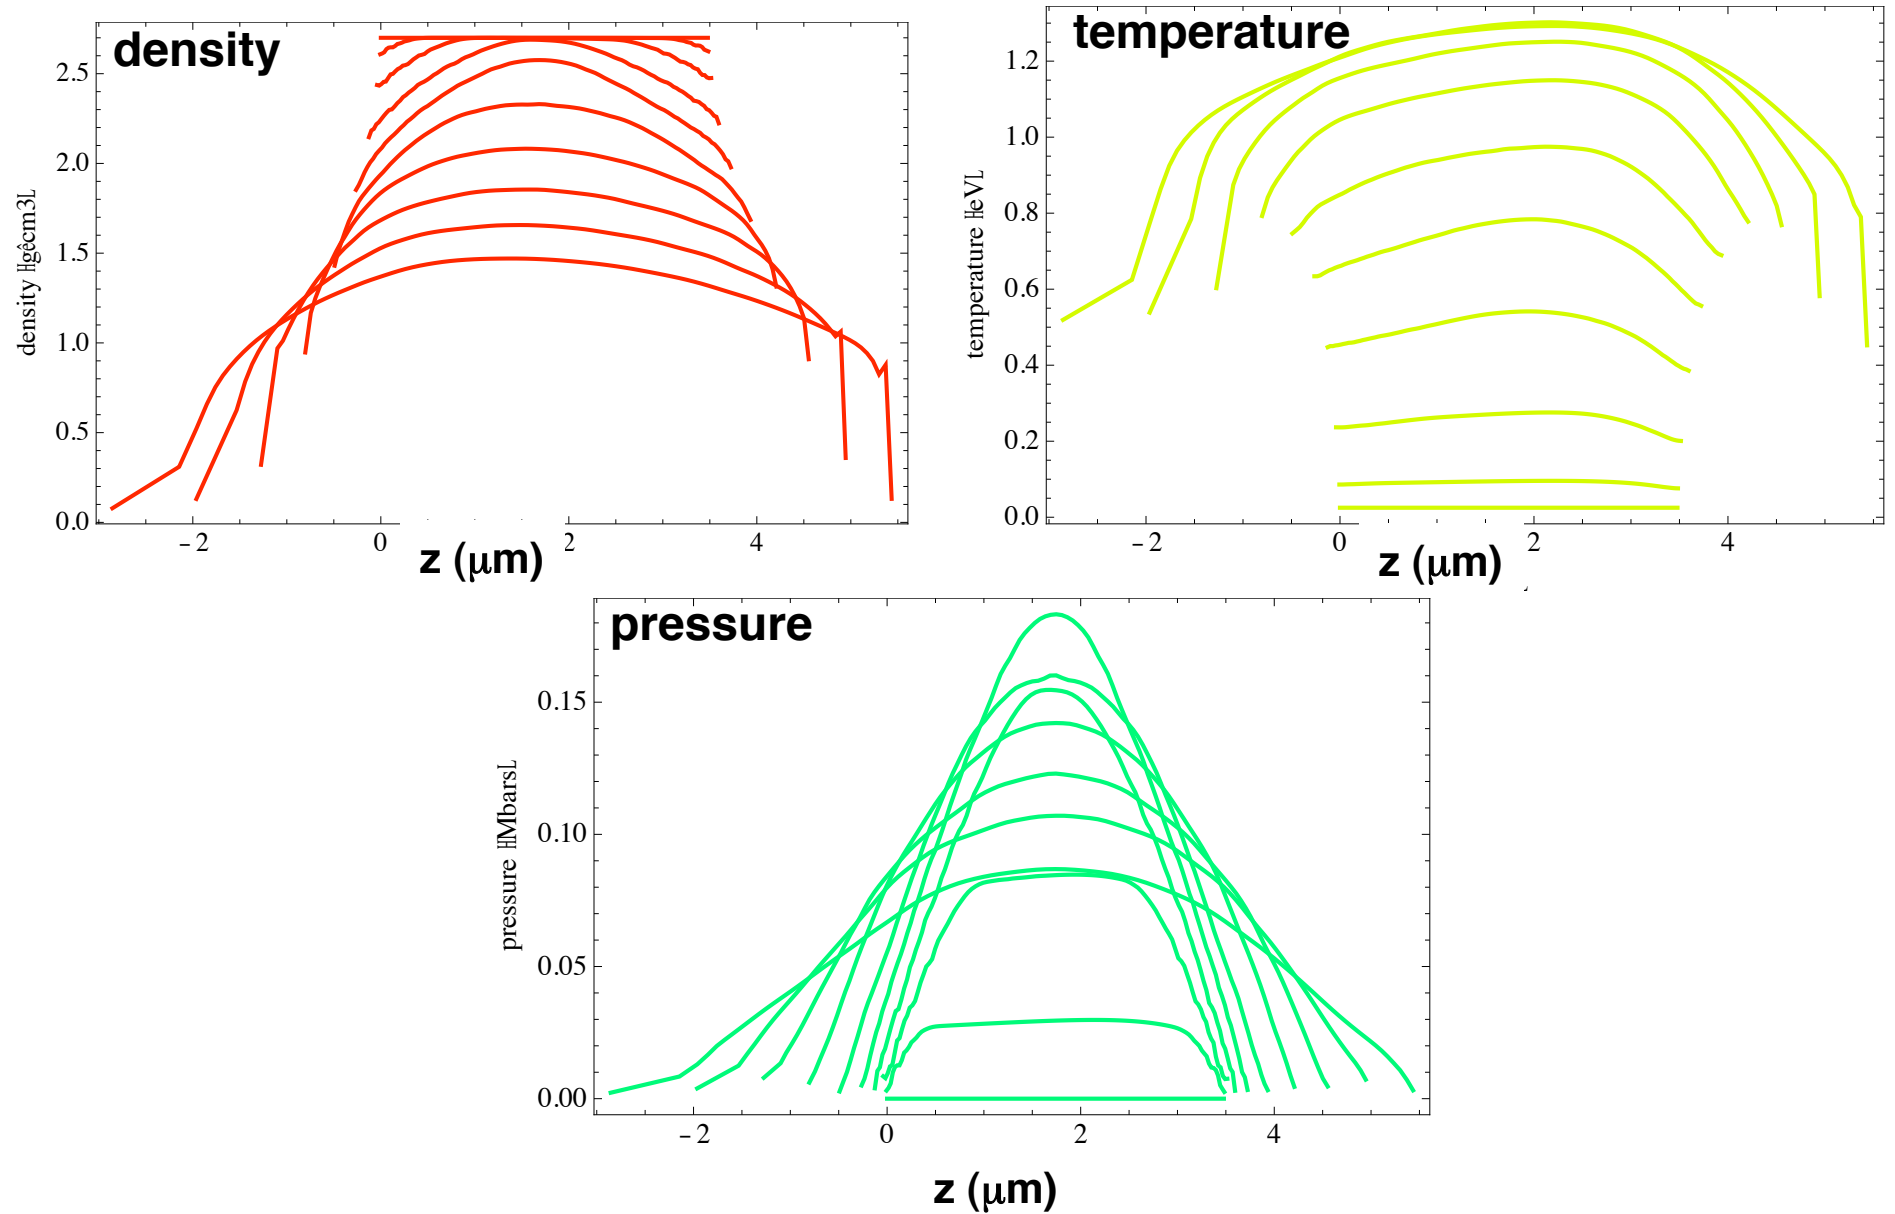 density
density Hgêcm3L
2.5
2.0
1.5
1.0
0.5
0.0
−2 0 2 4
z (μm)
temperature
temperature HeVL
1.2
1.0
0.8
0.6
0.4
0.2
0.0
−2 0 2 4
z (μm)
pressure
pressure HMbarsL
0.15
0.10
0.05
0.00
−2 0 2 4
z (μm)